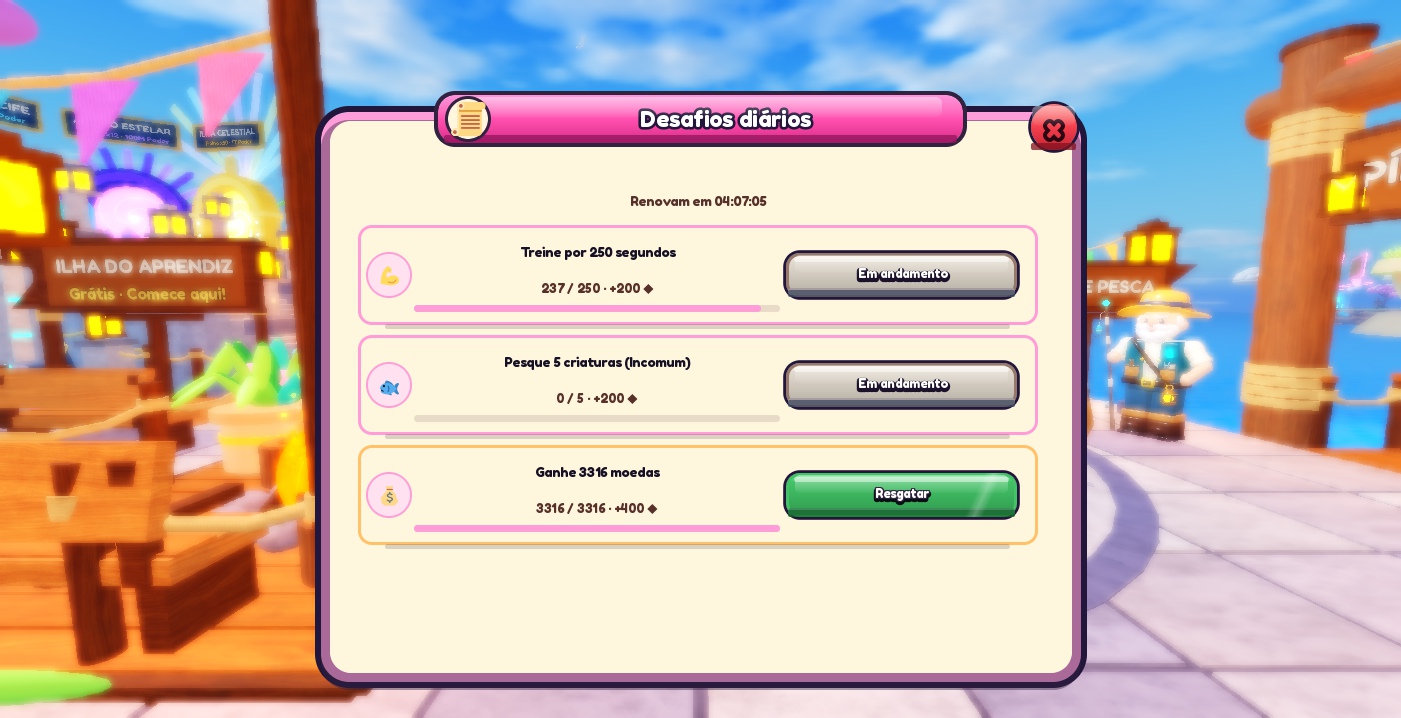 Desafios diários
Renovam em 04:07:05
Treine por 250 segundos
237 / 250 · +200 ◆
Em andamento
Pesque 5 criaturas (Incomum)
0 / 5 · +200 ◆
Em andamento
Ganhe 3316 moedas
3316 / 3316 · +400 ◆
Resgatar
ILHA DO APRENDIZ
Grátis · Comece aqui!
ESTELAR
ILHA CELESTIAL
PESCA